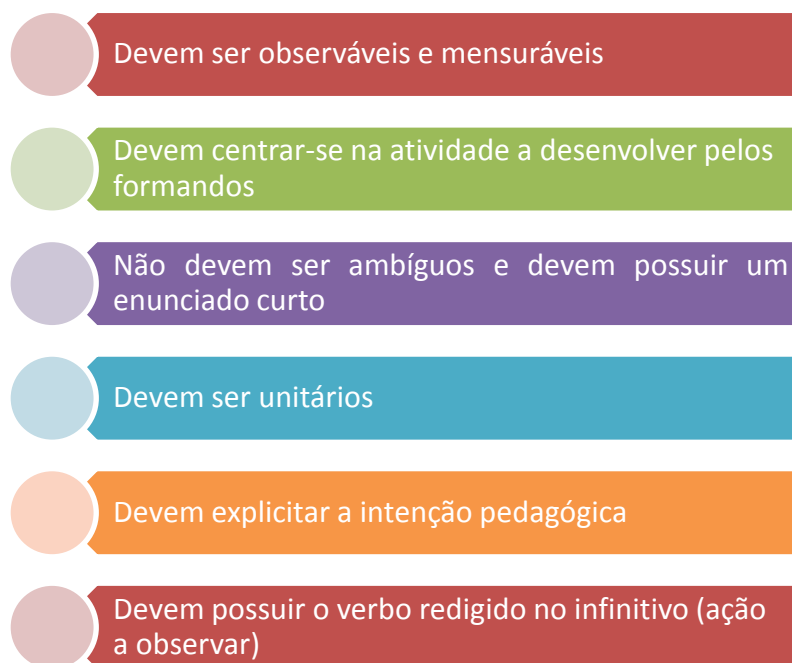 Devem ser observáveis e mensuráveis
Devem centrar-se na atividade a desenvolver pelos
formandos
Não devem ser ambíguos e devem possuir um
enunciado curto
Devem ser unitários
Devem explicitar a intenção pedagógica
Devem possuir o verbo redigido no infinitivo (ação
a observar)